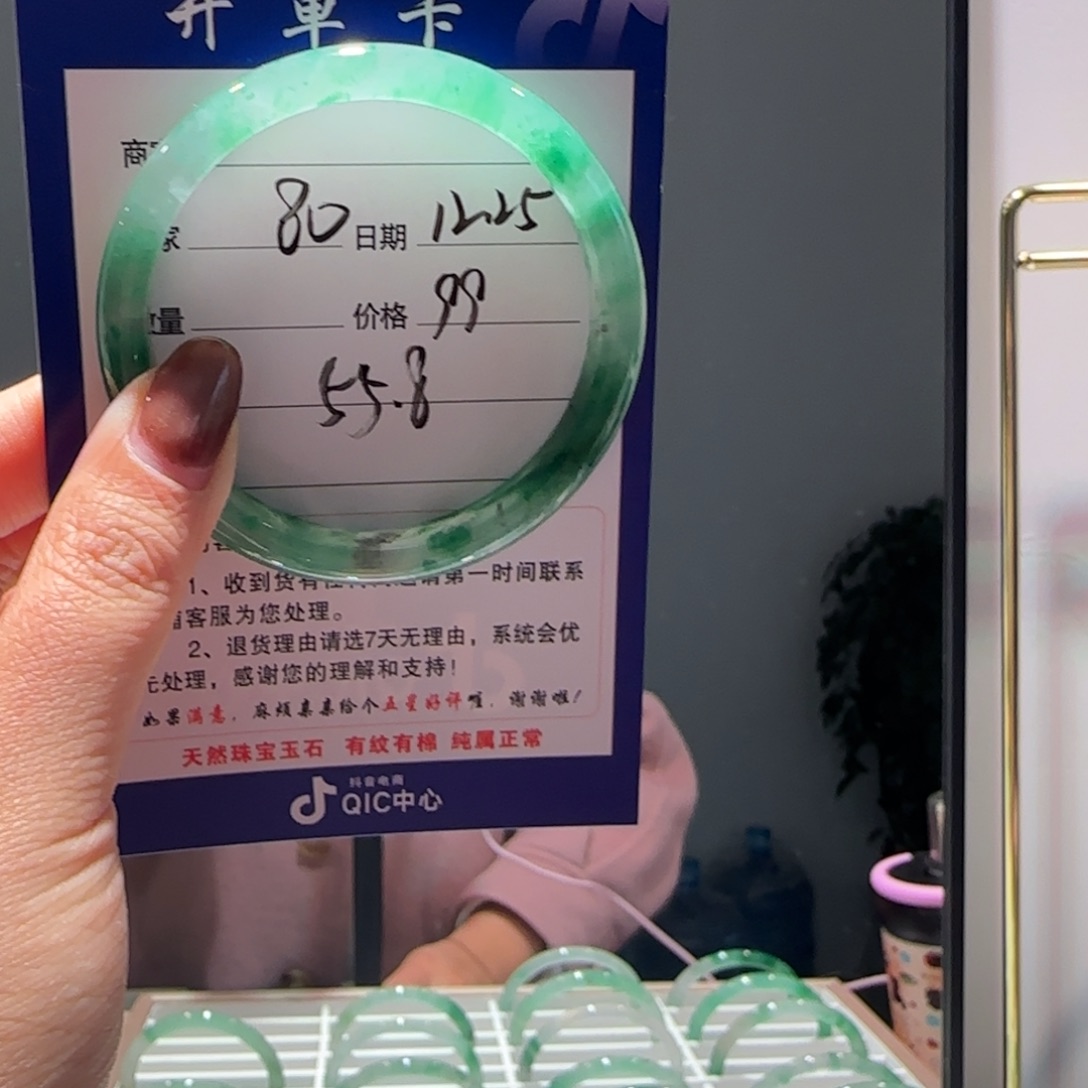 开单卡
商
家 80 日期 12.25
量 价格 99
55.8
1、收到货有任 请第一时间联系
客服为您处理。
2、退货理由请选7天无理由，系统会优
处理，感谢您的理解和支持！
如果满意，麻烦亲亲给个五星好评喔，谢谢啦！
天然珠宝玉石 有纹有棉 纯属正常
抖音电商
QIC中心